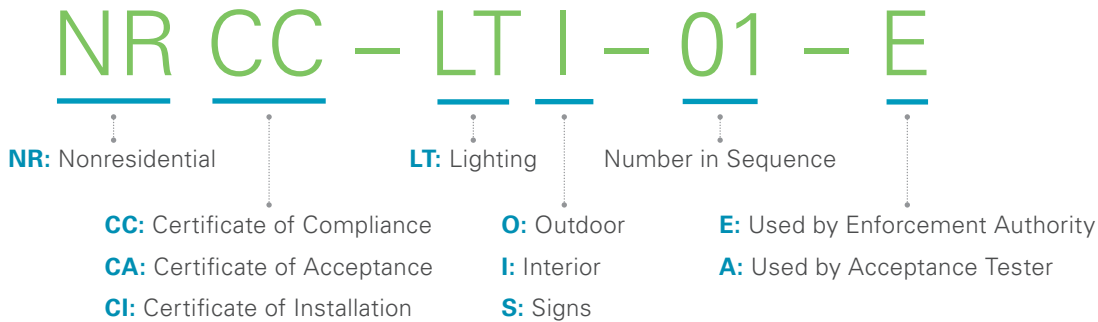 NR CC – LT I – 01 – E
NR: Nonresidential
LT: Lighting
Number in Sequence
CC: Certificate of Compliance
CA: Certificate of Acceptance
CI: Certificate of Installation
O: Outdoor
I: Interior
S: Signs
E: Used by Enforcement Authority
A: Used by Acceptance Tester